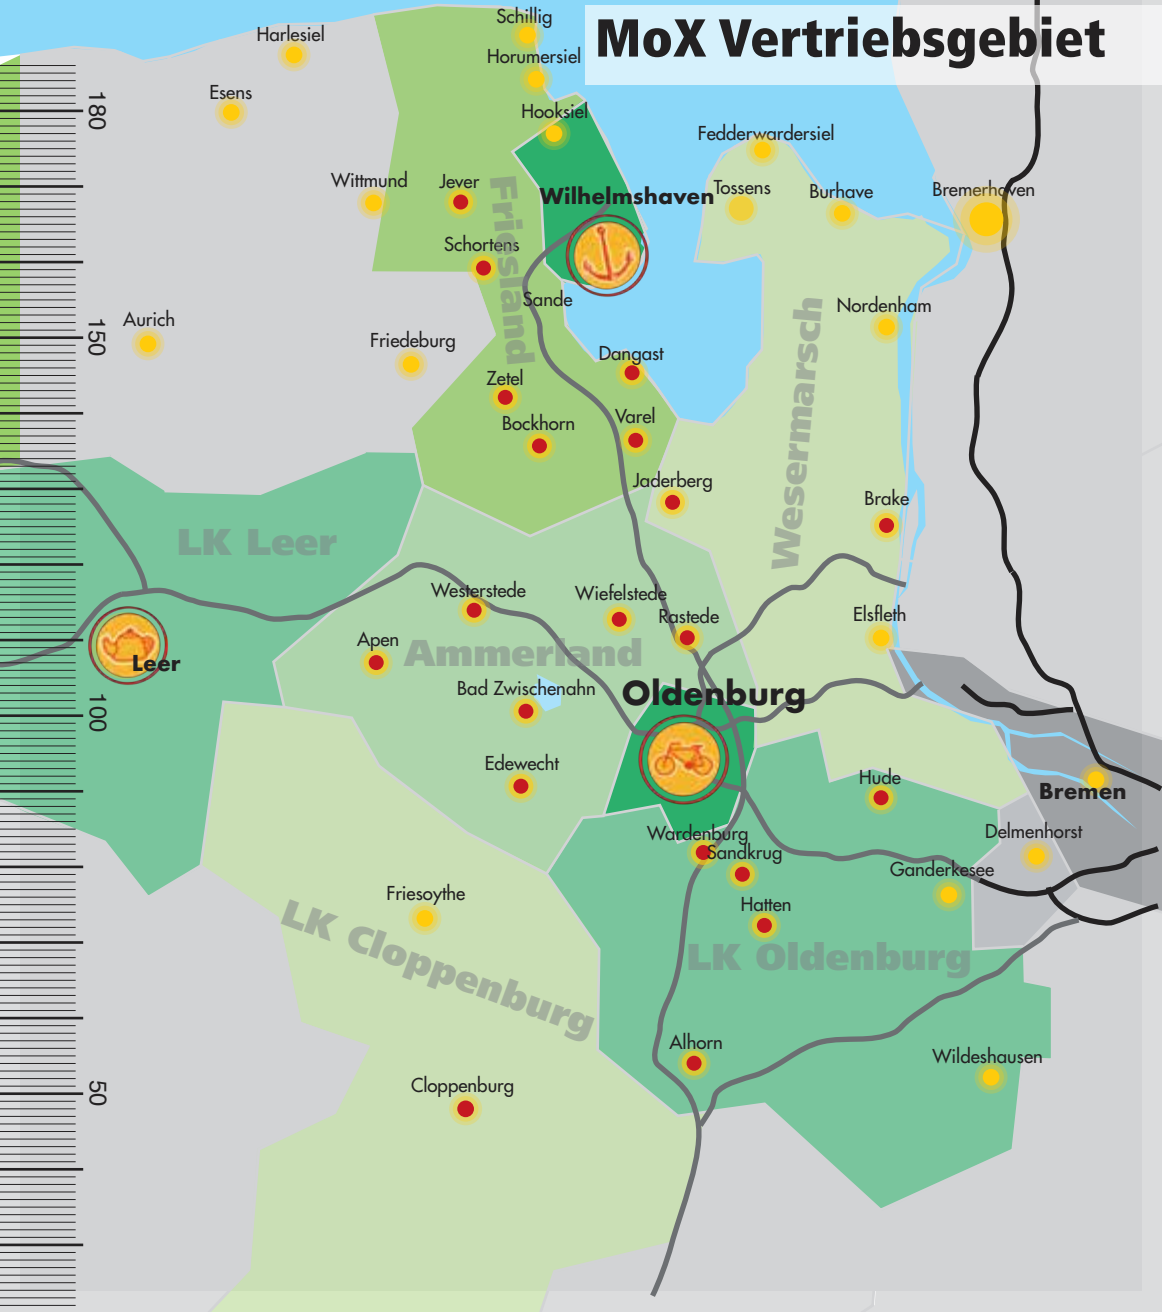 MoX Vertriebsgebiet
Schillig
Harlesiel
Horumersiel
Esens
180
Hooksiel
Fedderwardersiel
Wittmund
Jever
Wilhelmshaven
Tossens
Burhave
Bremerhaven
Friesland
Schortens
Sande
Nordenham
Aurich
150
Friedeburg
Dangast
Zetel
Wesermarsch
Bockhorn
Varel
Jaderberg
Brake
LK Leer
Westerstede
Wiefelstede
Rastede
Elsfleth
Apen
Ammerland
Leer
Bad Zwischenahn
Oldenburg
100
Edewecht
Hude
Bremen
Wardenburg
Delmenhorst
Sandkrug
Ganderkesee
Friesoythe
Hatten
LK Cloppenburg
LK Oldenburg
Alhorn
Wildeshausen
Cloppenburg
50